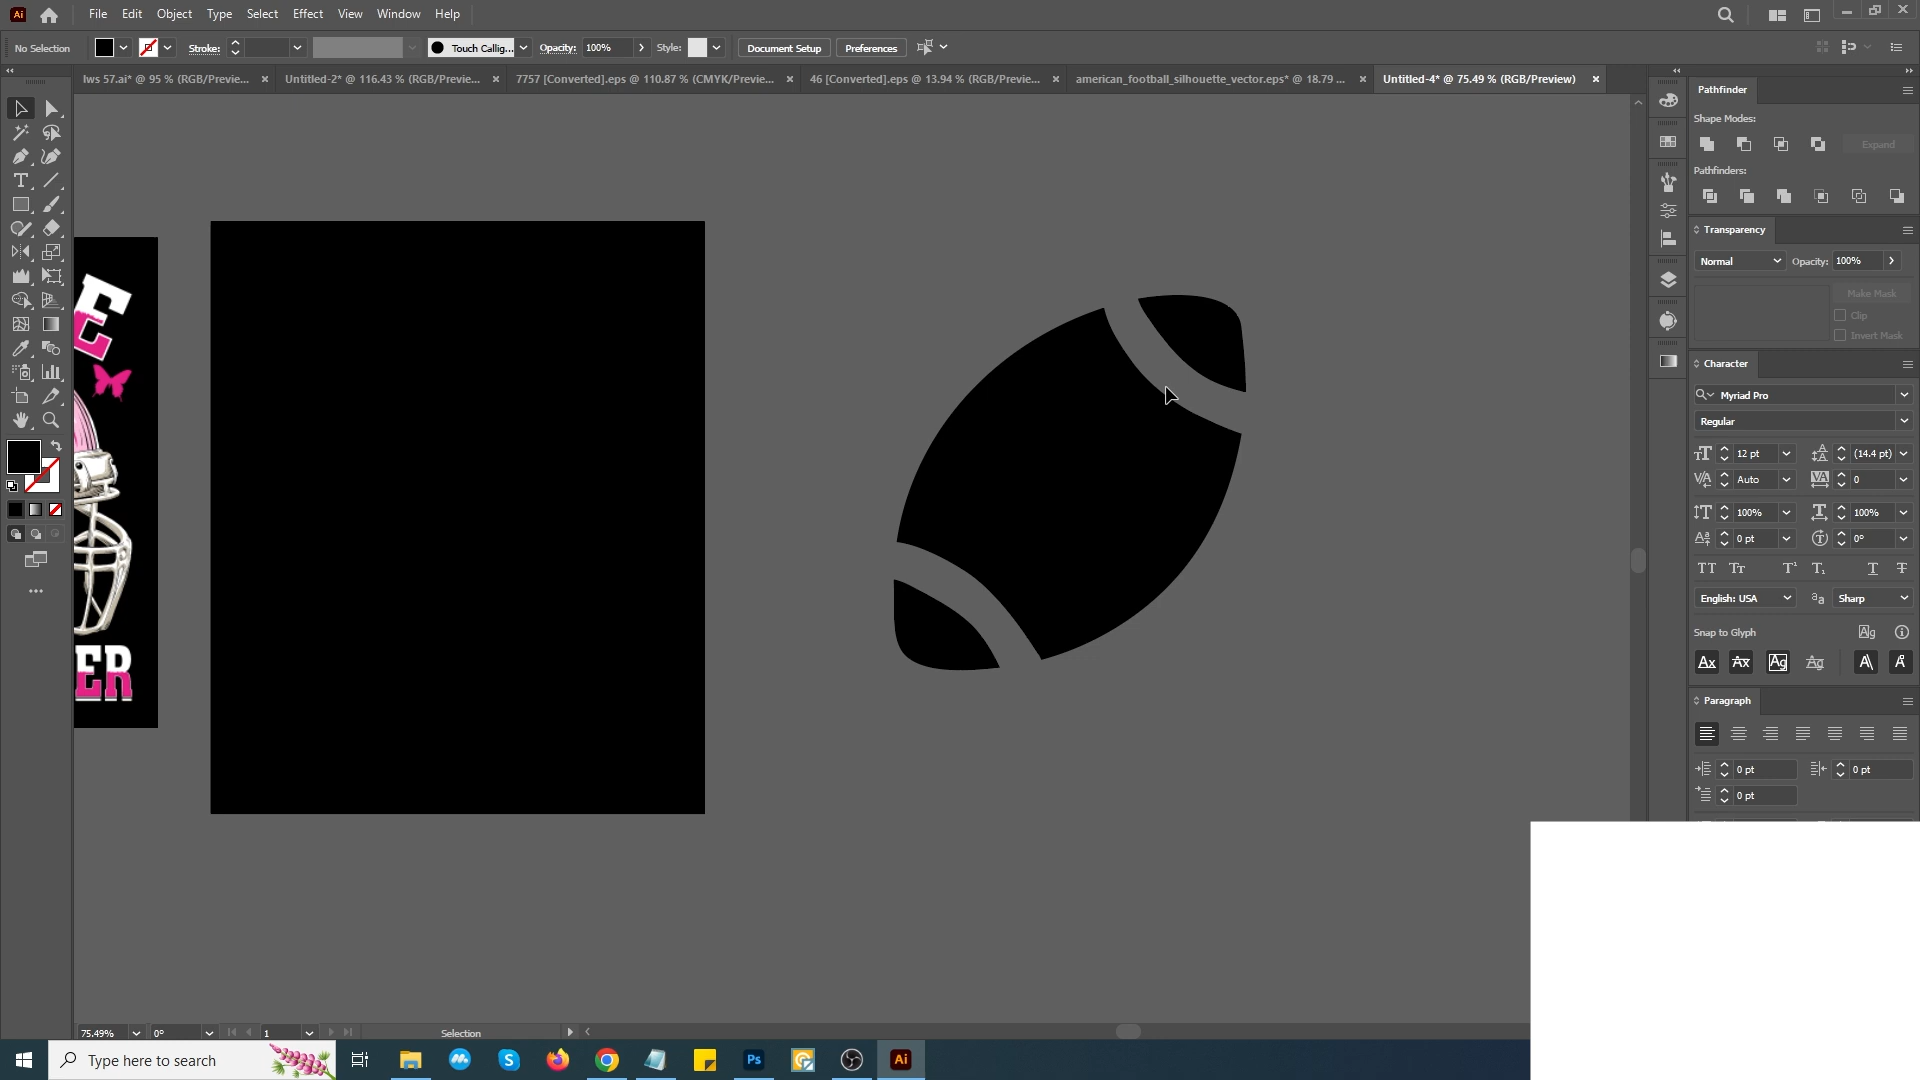 Ai File Edit Object Type Select Effect View Window Help
No Selection Stroke: Touch Callig... Opacity: 100% Style: Document Setup Preferences
lws 57.ai* @ 95 % (RGB/Previe... Untitled-2* @ 116.43 % (RGB/Previe... 7757 [Converted].eps @ 110.87 % (CMYK/Previe... 46 [Converted].eps @ 13.94 % (RGB/Previe... american_football_silhouette_vector.eps* @ 18.79 ... Untitled-4* @ 75.49 % (RGB/Preview)
Pathfinder
Shape Modes:
Expand
Pathfinders:
Transparency
Normal Opacity: 100%
Make Mask
Clip
Invert Mask
Character
Myriad Pro
Regular
12 pt (14.4 pt)
Auto 0
100% 100%
0 pt 0°
English: USA Sharp
Snap to Glyph
Paragraph
0 pt 0 pt
0 pt
E
ER
75.49% 0° 1 Selection
Type here to search Ps Ai